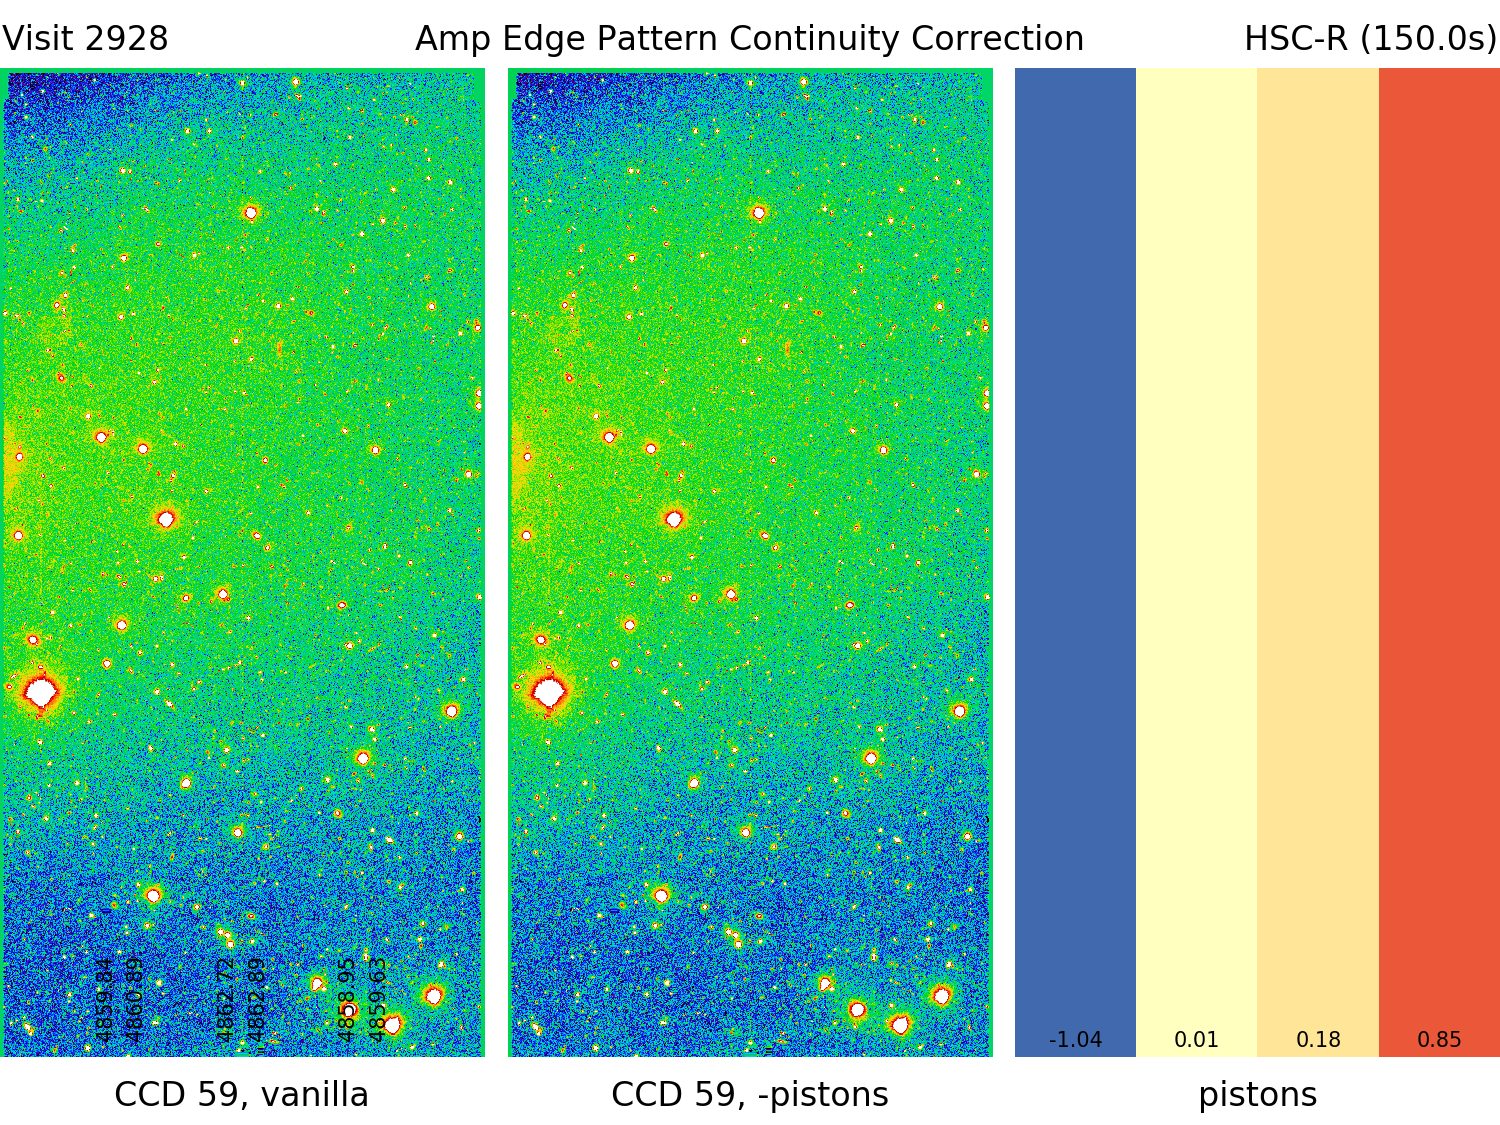 Visit 2928
Amp Edge Pattern Continuity Correction
HSC-R (150.0s)
4859.84
4860.89
4862.72
4862.89
4858.95
4859.63
-1.04
0.01
0.18
0.85
CCD 59, vanilla
CCD 59, -pistons
pistons